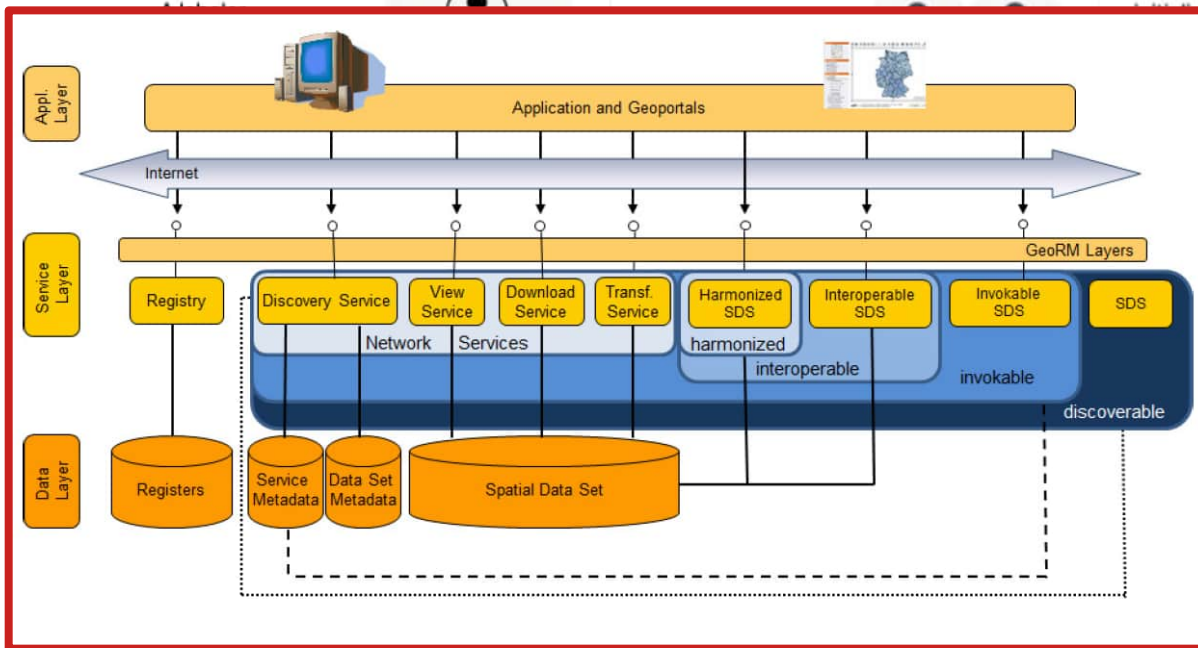 Appl.
Layer
Application and Geoportals
Internet
GeoRM Layers
Service
Layer
Registry
Discovery Service
View
Service
Download
Service
Transf.
Service
Harmonized
SDS
Interoperable
SDS
Invokable
SDS
SDS
Network Services
harmonized
interoperable
invokable
discoverable
Data
Layer
Registers
Service
Metadata
Data Set
Metadata
Spatial Data Set